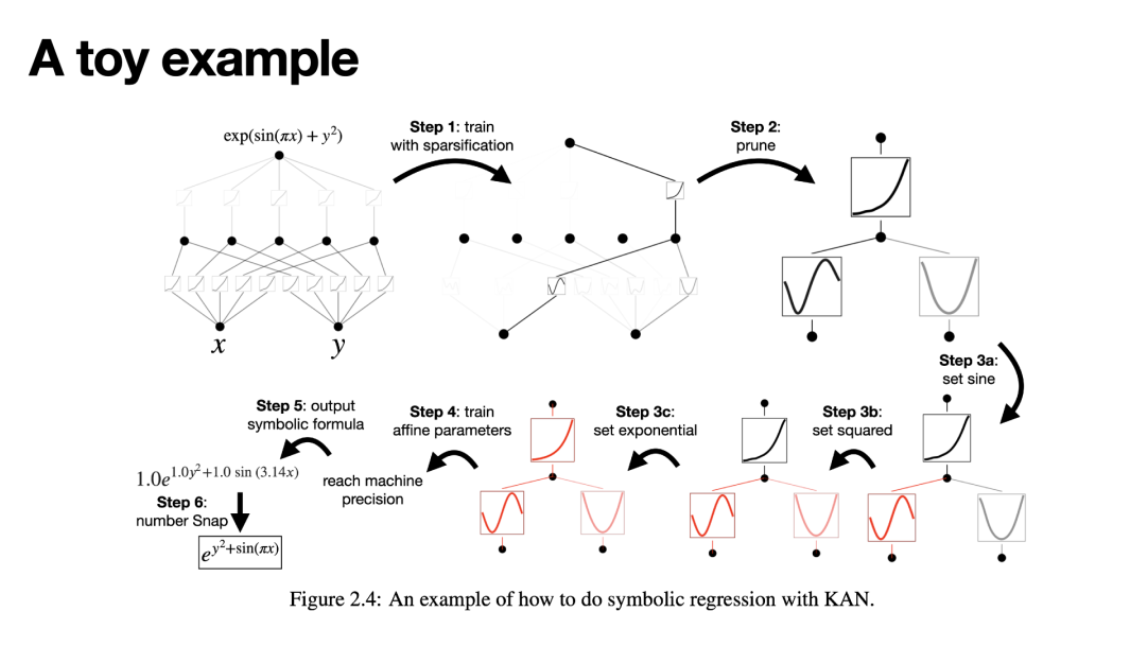 A toy example
exp(sin(πx) + y²)
Step 1: train
with sparsification
Step 2:
prune
x
y
Step 3a:
set sine
Step 3b:
set squared
Step 3c:
set exponential
Step 4: train
affine parameters
reach machine
precision
Step 5: output
symbolic formula
1.0e^{1.0y²+1.0 sin (3.14x)}
Step 6:
number Snap
e^{y²+sin(πx)}
Figure 2.4: An example of how to do symbolic regression with KAN.